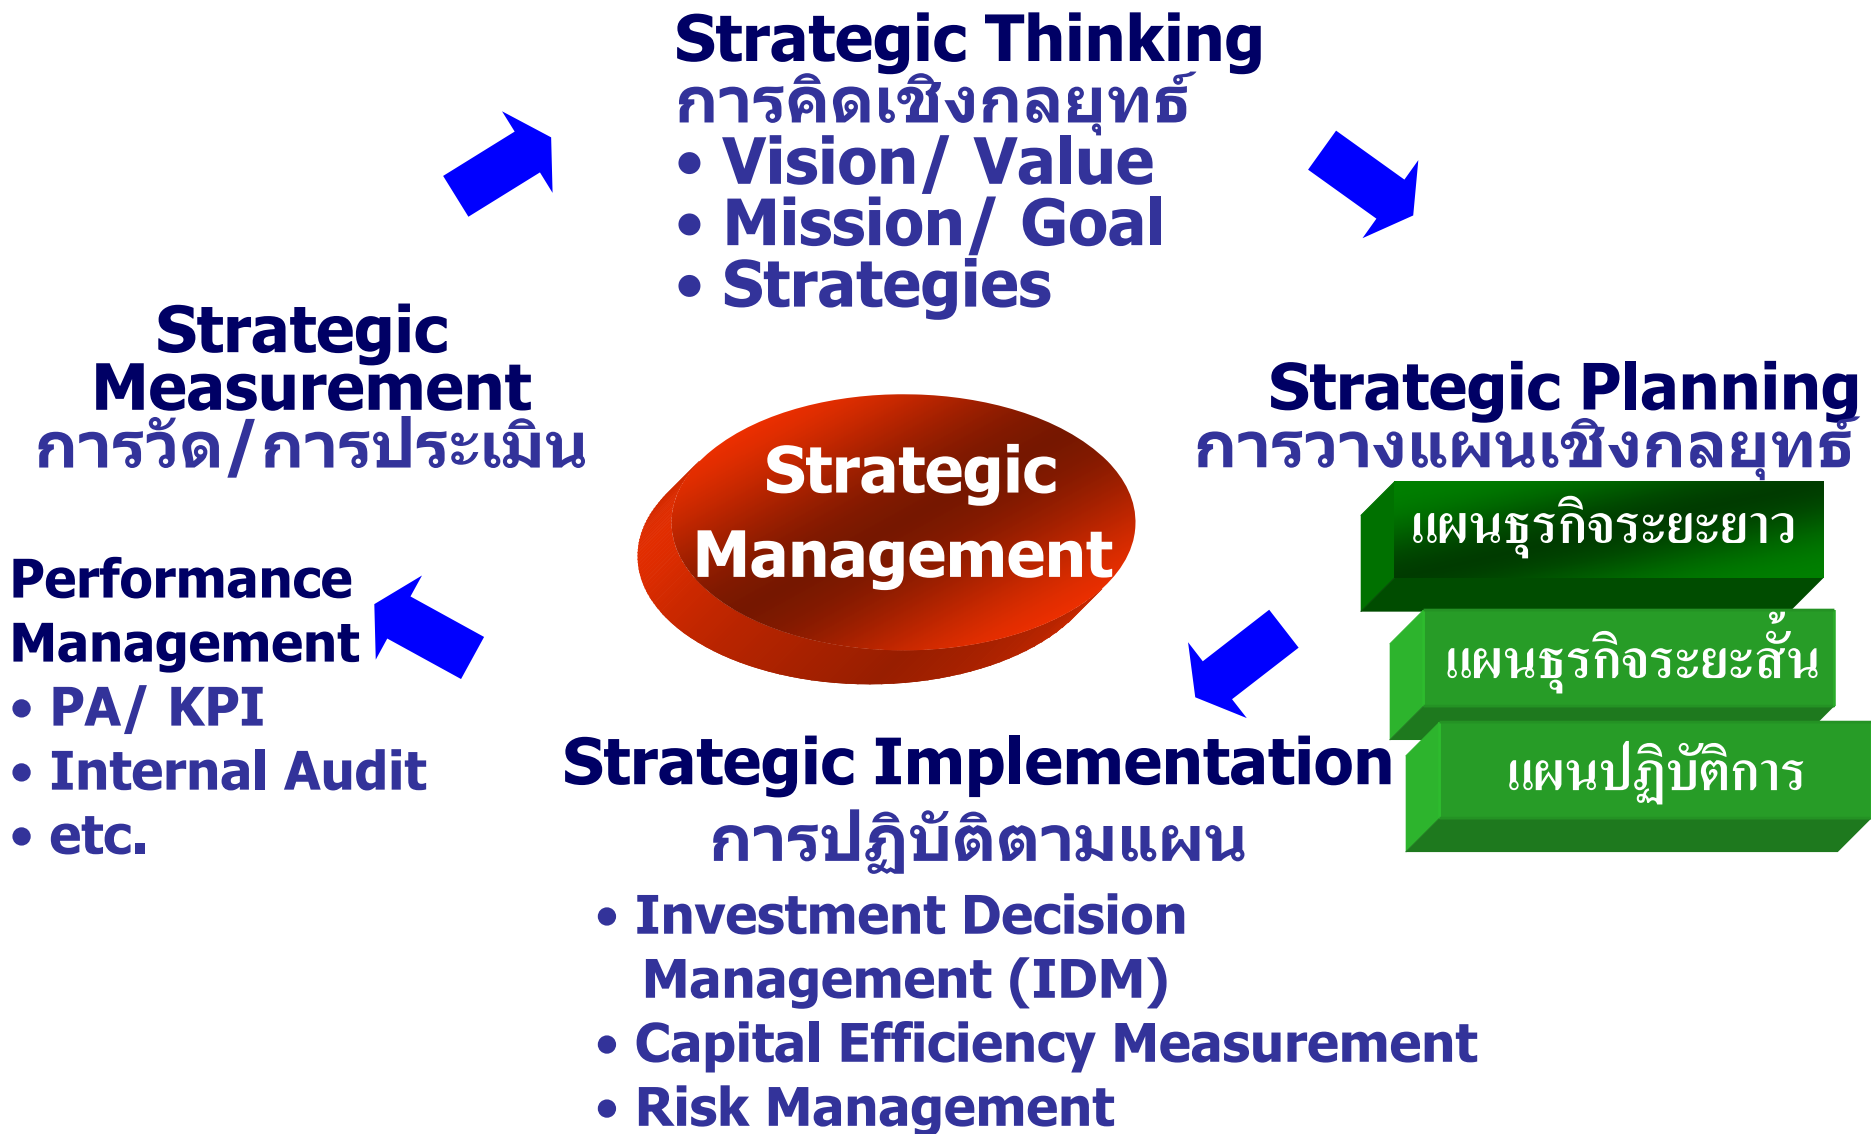 Strategic Thinking
การคิดเชิงกลยุทธ์
• Vision/ Value
• Mission/ Goal
• Strategies
Strategic Planning
การวางแผนเชิงกลยุทธ์
แผนธุรกิจระยะยาว
แผนธุรกิจระยะสั้น
แผนปฏิบัติการ
Strategic Implementation
การปฏิบัติตามแผน
• Investment Decision
Management (IDM)
• Capital Efficiency Measurement
• Risk Management
Strategic
Measurement
การวัด/การประเมิน
Performance
Management
• PA/ KPI
• Internal Audit
• etc.
Strategic
Management